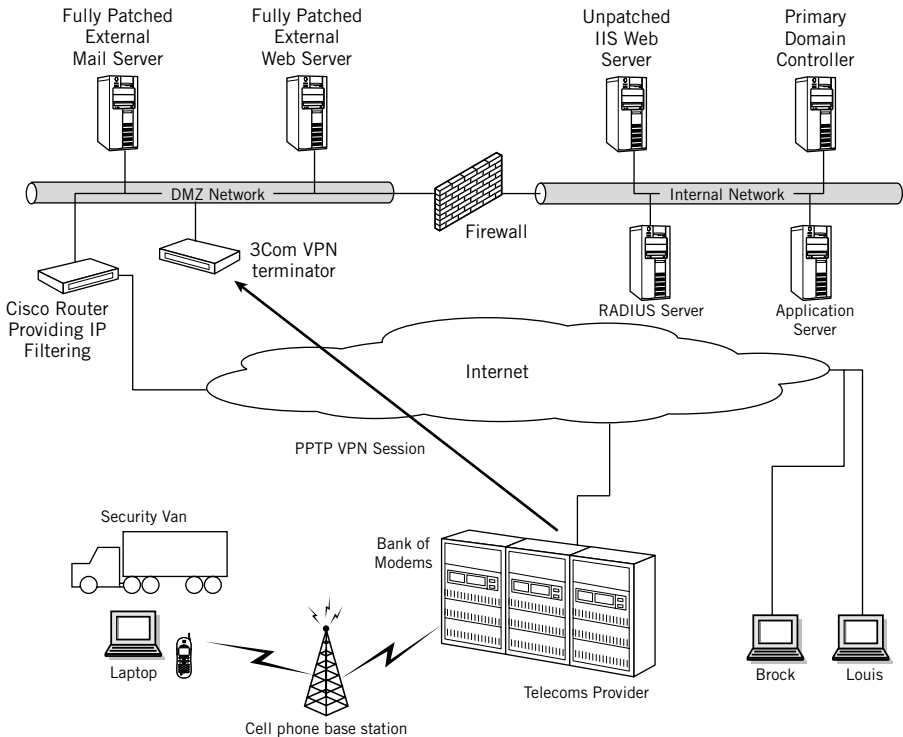 Fully Patched
External
Mail Server
Fully Patched
External
Web Server
Unpatched
IIS Web
Server
Primary
Domain
Controller
DMZ Network
Internal Network
Firewall
3Com VPN
terminator
Cisco Router
Providing IP
Filtering
RADIUS Server
Application
Server
Internet
PPTP VPN Session
Security Van
Bank of
Modems
Laptop
Telecoms Provider
Brock
Louis
Cell phone base station